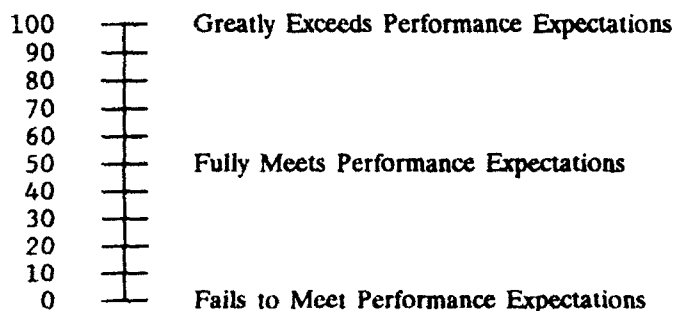 100 Greatly Exceeds Performance Expectations
90
80
70
60
50 Fully Meets Performance Expectations
40
30
20
10
0 Fails to Meet Performance Expectations